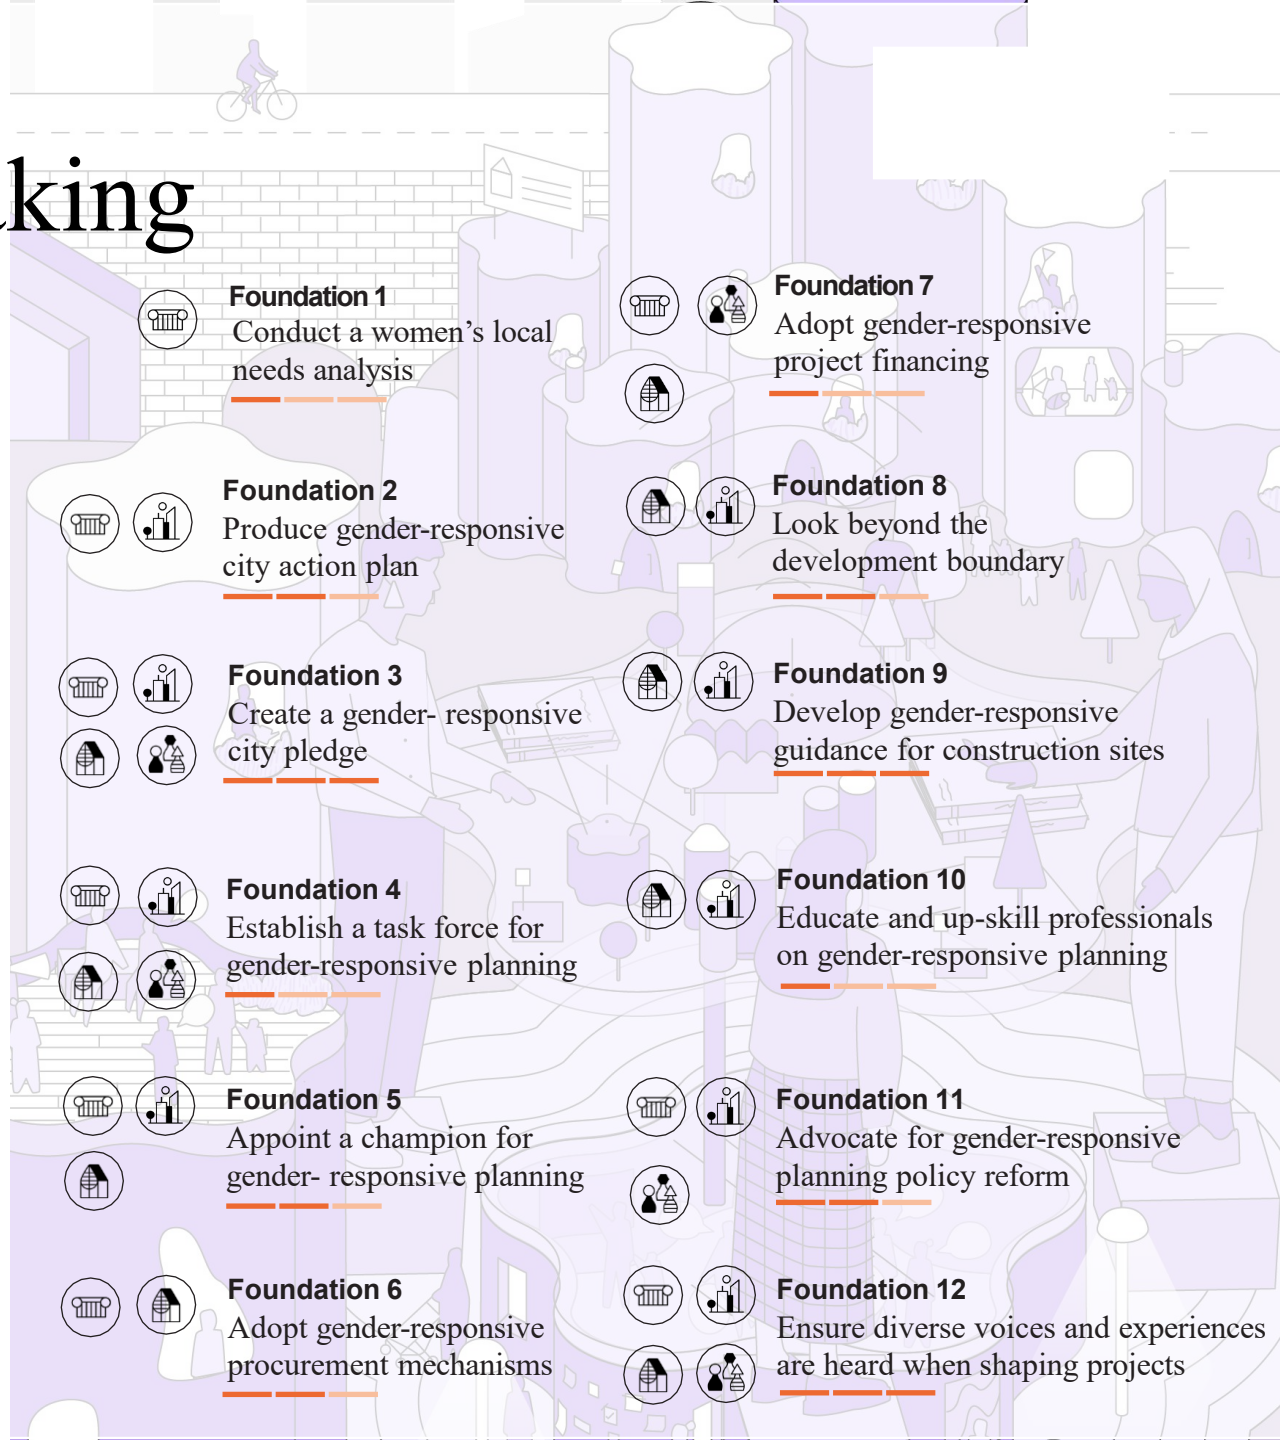 king
Foundation 1
Conduct a women’s local
needs analysis
Foundation 2
Produce gender-responsive
city action plan
Foundation 3
Create a gender- responsive
city pledge
Foundation 4
Establish a task force for
gender-responsive planning
Foundation 5
Appoint a champion for
gender- responsive planning
Foundation 6
Adopt gender-responsive
procurement mechanisms
Foundation 7
Adopt gender-responsive
project financing
Foundation 8
Look beyond the
development boundary
Foundation 9
Develop gender-responsive
guidance for construction sites
Foundation 10
Educate and up-skill professionals
on gender-responsive planning
Foundation 11
Advocate for gender-responsive
planning policy reform
Foundation 12
Ensure diverse voices and experiences
are heard when shaping projects